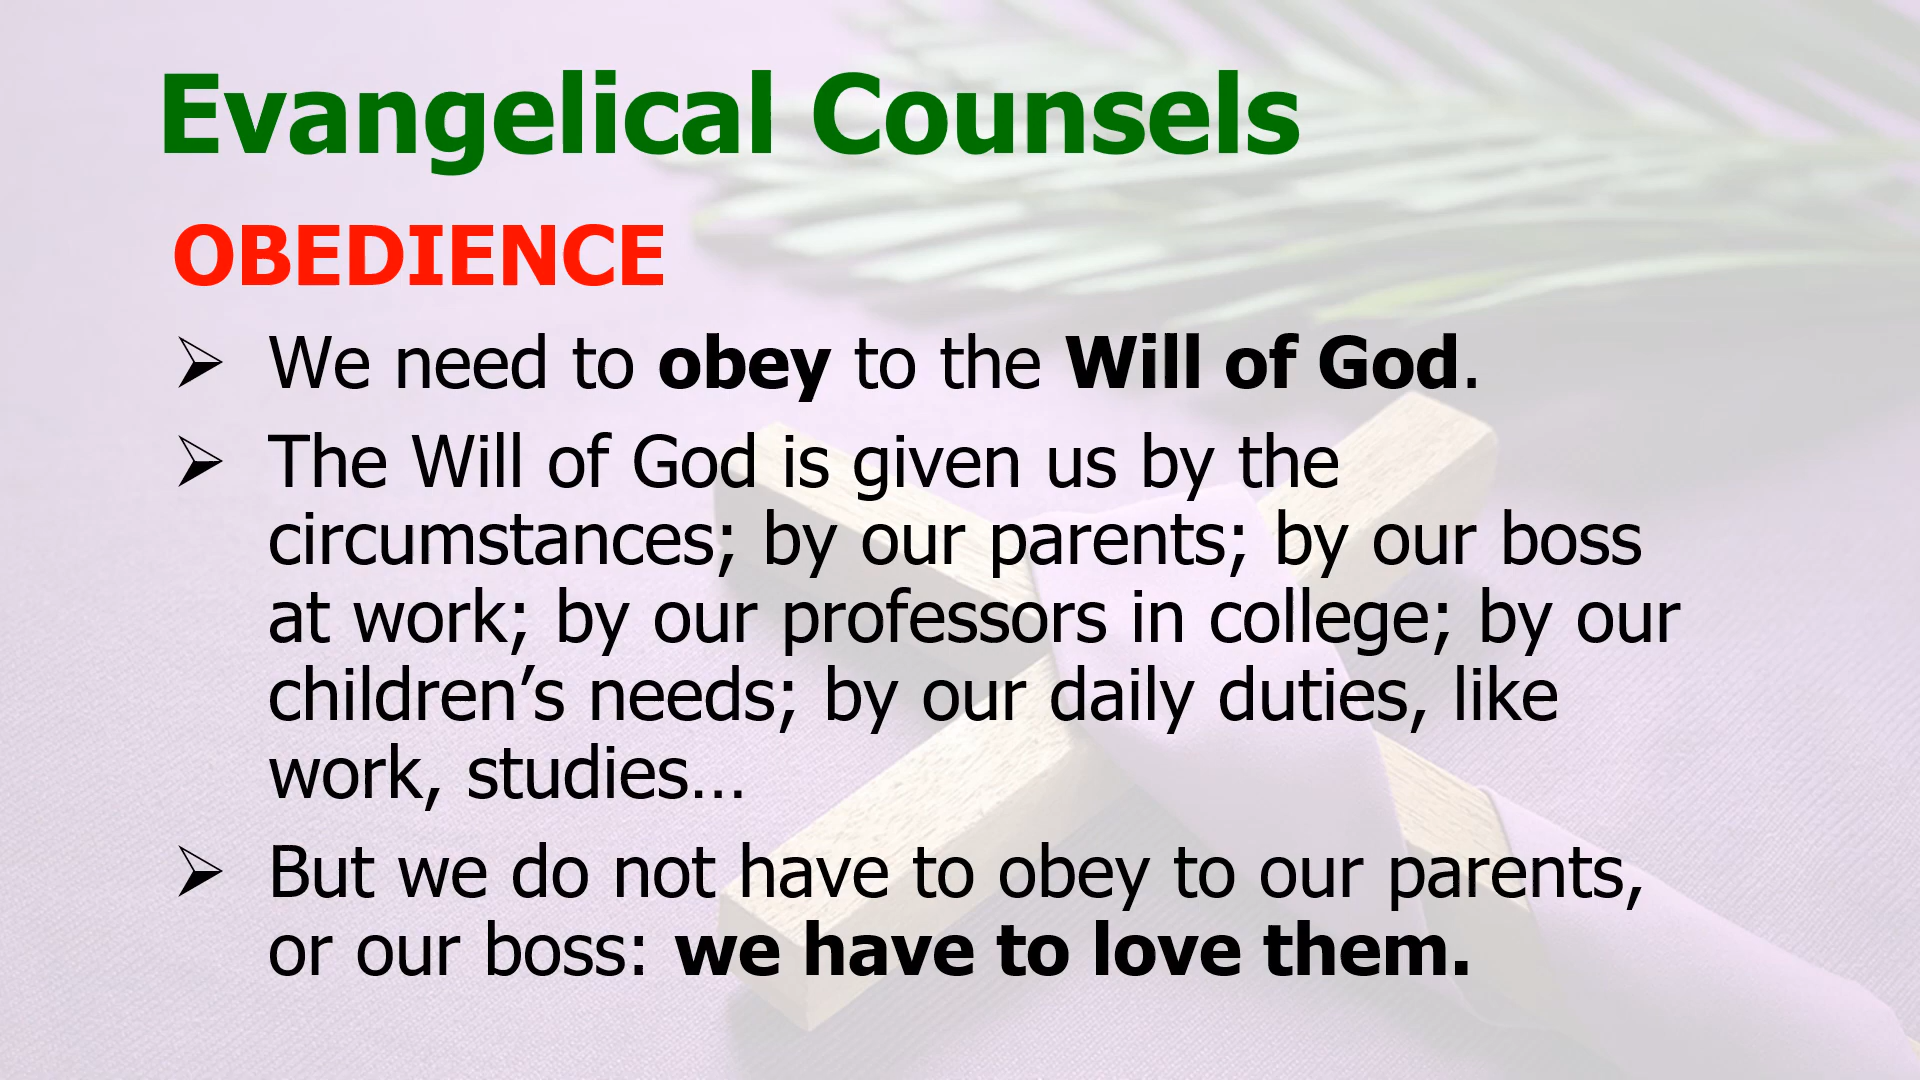 Evangelical Counsels
OBEDIENCE
➢ We need to obey to the Will of God.
➢ The Will of God is given us by the
circumstances; by our parents; by our boss
at work; by our professors in college; by our
children’s needs; by our daily duties, like
work, studies…
➢ But we do not have to obey to our parents,
or our boss: we have to love them.